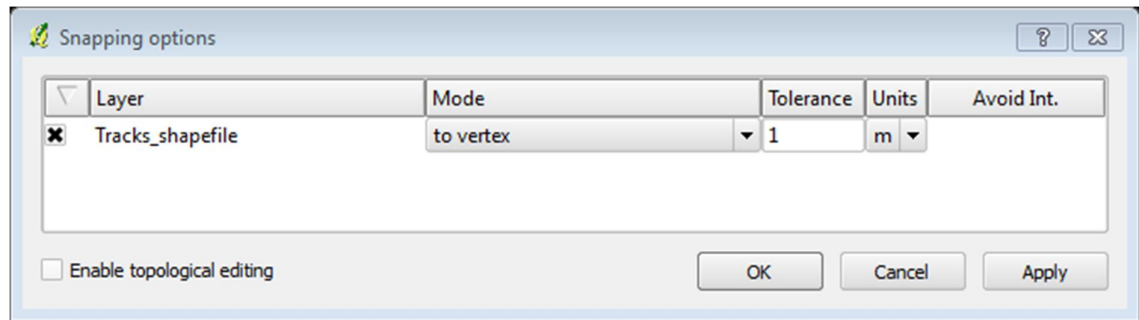 Snapping options
Layer Mode Tolerance Units Avoid Int.
Tracks_shapefile to vertex 1 m
Enable topological editing OK Cancel Apply